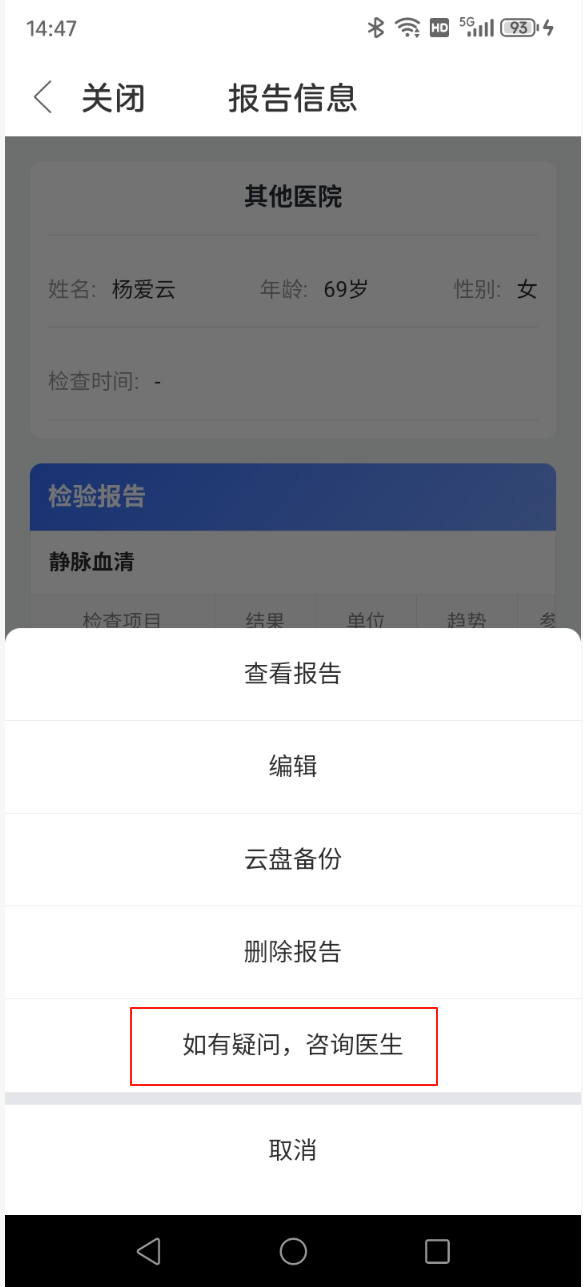 14:47 HD 5G 93
关闭 报告信息
其他医院
姓名: 杨爱云 年龄: 69岁 性别: 女
检查时间: -
检验报告
静脉血清
检查项目 结果 单位 趋势 参
查看报告
编辑
云盘备份
删除报告
如有疑问，咨询医生
取消